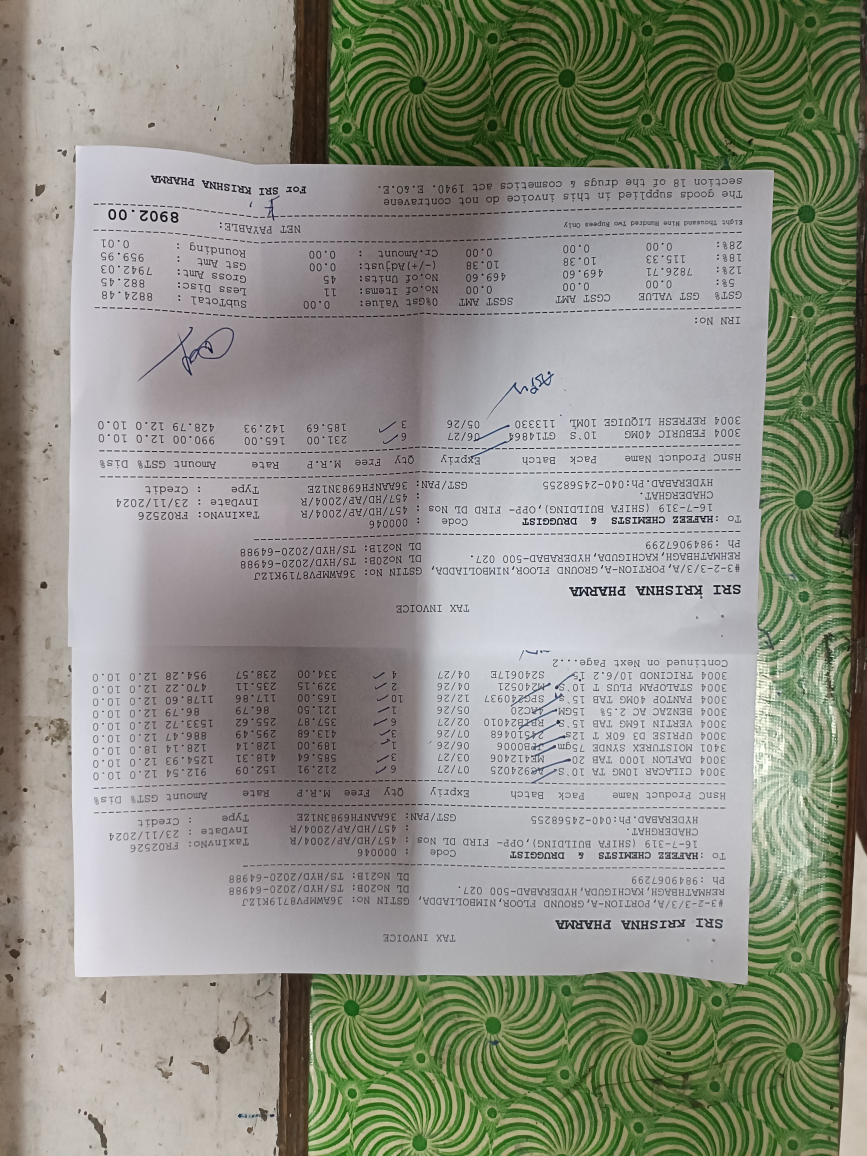 TAX INVOICE
SRI KRISHNA PHARMA
#3-2-3/3/A, PORTION-A, GROUND FLOOR, NIMBOLIADDA, GSTIN No: 36AWMPV8719K1ZJ
REHMATBAGH, KACHIGUDA, HYDERABAD-500 027. DL No20B: TS/HYD/2020-64988
Ph :9849067299 DL No21B: TS/HYD/2020-64988
To :HAFEEZ CHEMISTS & DRUGGIST Code : 000046 TaxInvNo: FR02526
16-7-319 (SHIFA BUILDING),OPP- FIRD DL Nos : 457/HD/AP/2004/R InvDate : 23/11/2024
CHADERGHAT. : 457/HD/AP/2004/R Type : Credit
HYDERABAD.Ph:040-24568255 GST/PAN: 36AANFH6983N1ZE
HsnC Product Name Pack Batch Expriy Qty Free M.R.P Rate Amount GST% Dis%
3004 CILACAR 10MG TA 10'S A692AO25 07/27 6 212.91 152.09 912.54 12.0 10.0
3004 DAFLON 1000 TAB 20 ME412406 03/27 3 585.64 418.31 1254.93 12.0 10.0
3401 MOISTUREX SYNDE 75gm JPB0006 06/26 1 189.00 128.14 128.14 18.0 10.0
3004 UPRISE D3 60K T 12s 24510468 07/26 3 413.68 295.49 886.47 12.0 10.0
3004 VERTIN 16MG TAB 15'S RHTB24010 02/27 6 357.87 255.62 1533.72 12.0 10.0
3004 BENZAC AC 2.5% 15GM 4AC20 05/26 1 121.50 86.79 86.79 12.0 10.0
3004 PANTOP 40MG TAB 15'S SPG240937 12/26 10 165.00 117.86 1178.60 12.0 10.0
3004 STALOPAM PLUS T 10'S M240521 04/26 2 329.15 235.11 470.22 12.0 10.0
3004 TRICIND 10/6.2 15 S240617E 04/27 4 334.00 238.57 954.28 12.0 10.0
Continued on Next Page...2
TAX INVOICE
SRI KRISHNA PHARMA
#3-2-3/3/A, PORTION-A, GROUND FLOOR, NIMBOLIADDA, GSTIN No: 36AWMPV8719K1ZJ
REHMATBAGH, KACHIGUDA, HYDERABAD-500 027. DL No20B: TS/HYD/2020-64988
Ph :9849067299 DL No21B: TS/HYD/2020-64988
To :HAFEEZ CHEMISTS & DRUGGIST Code : 000046 TaxInvNo: FR02526
16-7-319 (SHIFA BUILDING),OPP- FIRD DL Nos : 457/HD/AP/2004/R InvDate : 23/11/2024
CHADERGHAT. : 457/HD/AP/2004/R Type : Credit
HYDERABAD.Ph:040-24568255 GST/PAN: 36AANFH6983N1ZE
HsnC Product Name Pack Batch Expriy Qty Free M.R.P Rate Amount GST% Dis%
3004 FEBURIC 40MG 10'S GT14864 06/27 6 231.00 165.00 990.00 12.0 10.0
3004 REFRESH LIQUIGE 10ML 113330 05/26 3 185.69 142.93 428.79 12.0 10.0
IRN No:
GST% GST VALUE CGST AMT SGST AMT 0%Gst Value: 0.00 SubTotal : 8824.48
5% 0.00 0.00 0.00 No.of Items: 11 Less Disc: 882.45
12% 7826.71 469.60 469.60 No.of Units: 45 Gross Amt: 7942.03
18% 115.33 10.38 10.38 (-/+)Adjust: 0.00 Gst Amt : 959.95
28% 0.00 0.00 0.00 Cr.Amount : 0.00 Rounding : 0.01
Eight Thousand Nine Hundred Two Rupees Only NET PAYABLE: 8902.00
The goods supplied in this invoice do not contravene
section 18 of the drugs & cosmetics act 1940. E.&O.E. For SRI KRISHNA PHARMA